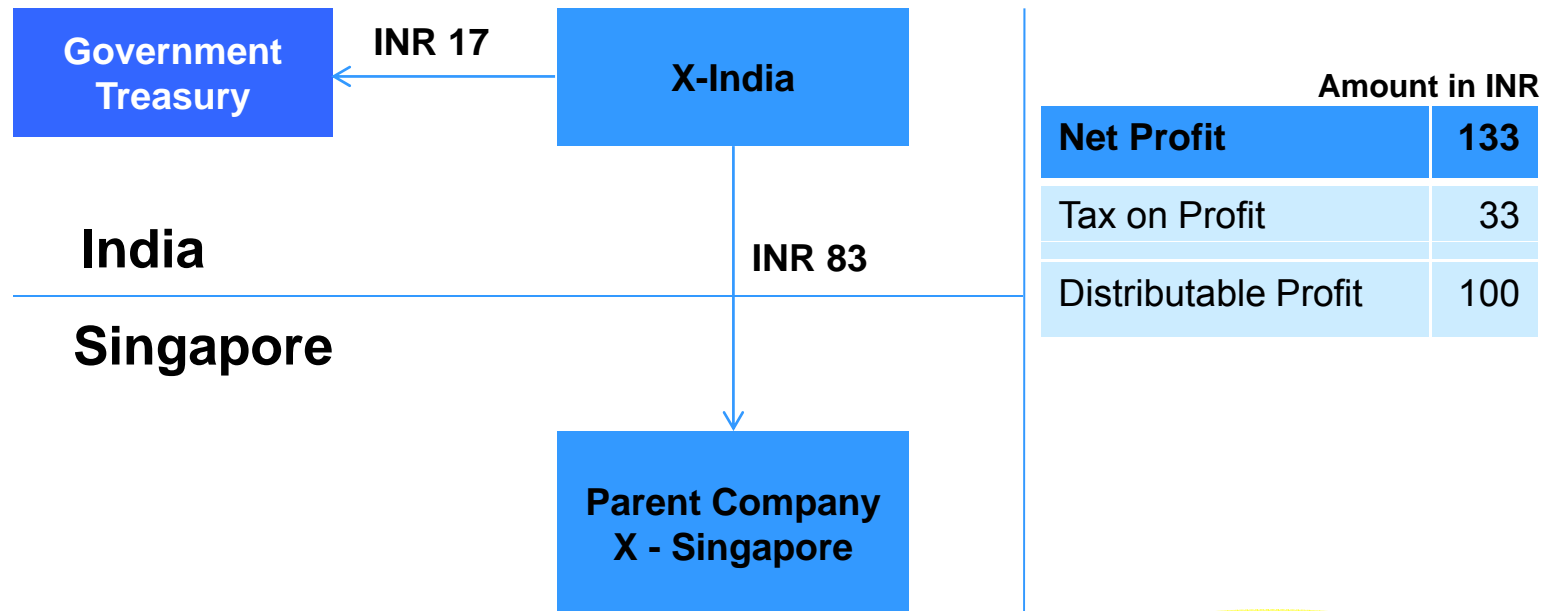 Government
Treasury
INR 17
X-India
India
INR 83
Singapore
Parent Company
X - Singapore
Amount in INR
Net Profit 133
Tax on Profit 33
Distributable Profit 100